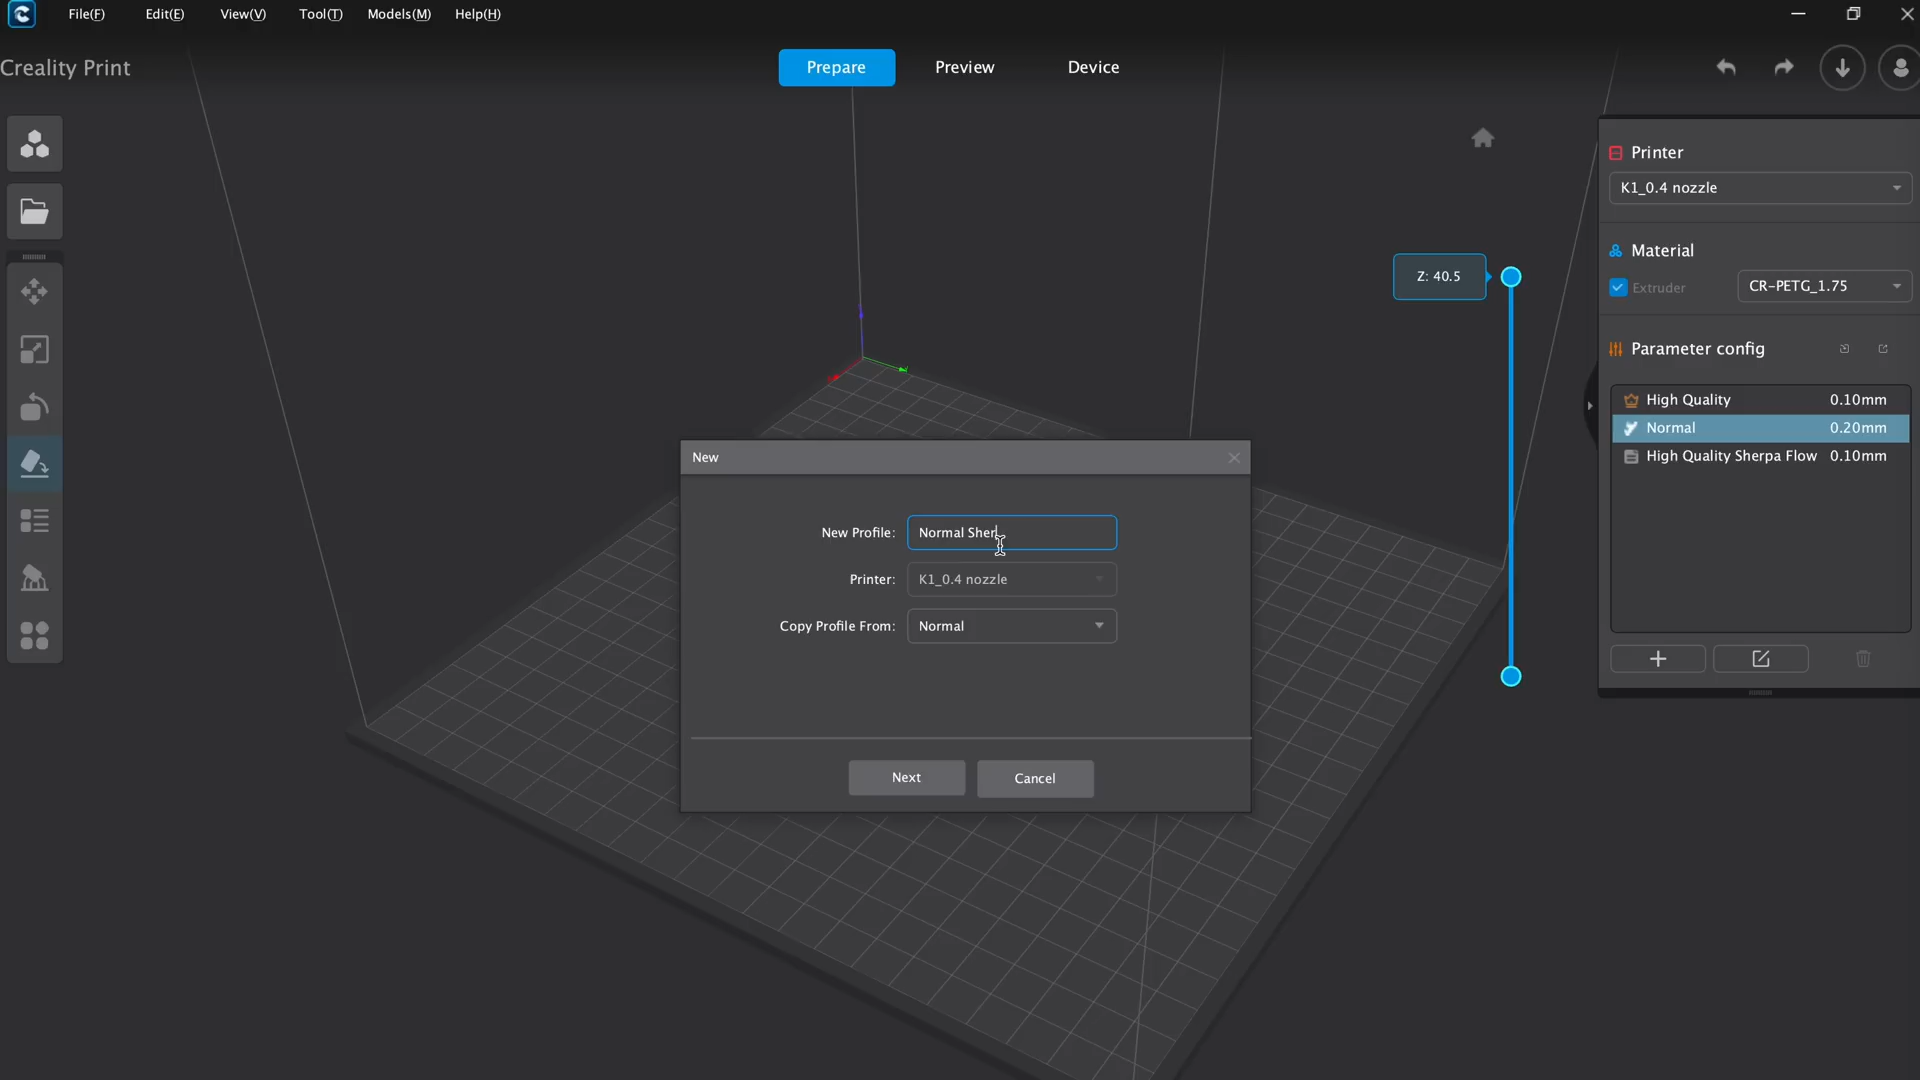 File(F) Edit(E) View(V) Tool(T) Models(M) Help(H)
Creality Print
Prepare Preview Device
Printer
K1_0.4 nozzle
Material
Extruder CR-PETG_1.75
Parameter config
High Quality 0.10mm
Normal 0.20mm
High Quality Sherpa Flow 0.10mm
Z: 40.5
New
New Profile: Normal Sher
Printer: K1_0.4 nozzle
Copy Profile From: Normal
Next Cancel